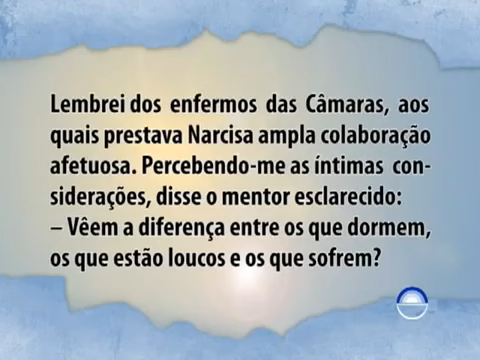 Lembrei dos enfermos das Câmaras, aos
quais prestava Narcisa ampla colaboração
afetuosa. Percebendo-me as íntimas con-
siderações, disse o mentor esclarecido:
– Vêem a diferença entre os que dormem,
os que estão loucos e os que sofrem?